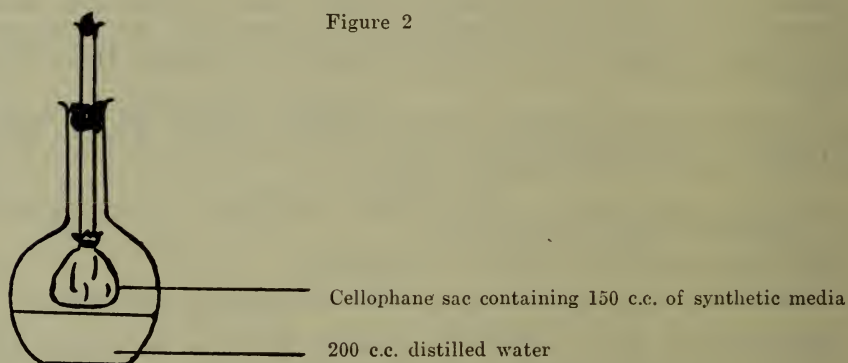 Figure 2
Cellophane sac containing 150 c.c. of synthetic media
200 c.c. distilled water